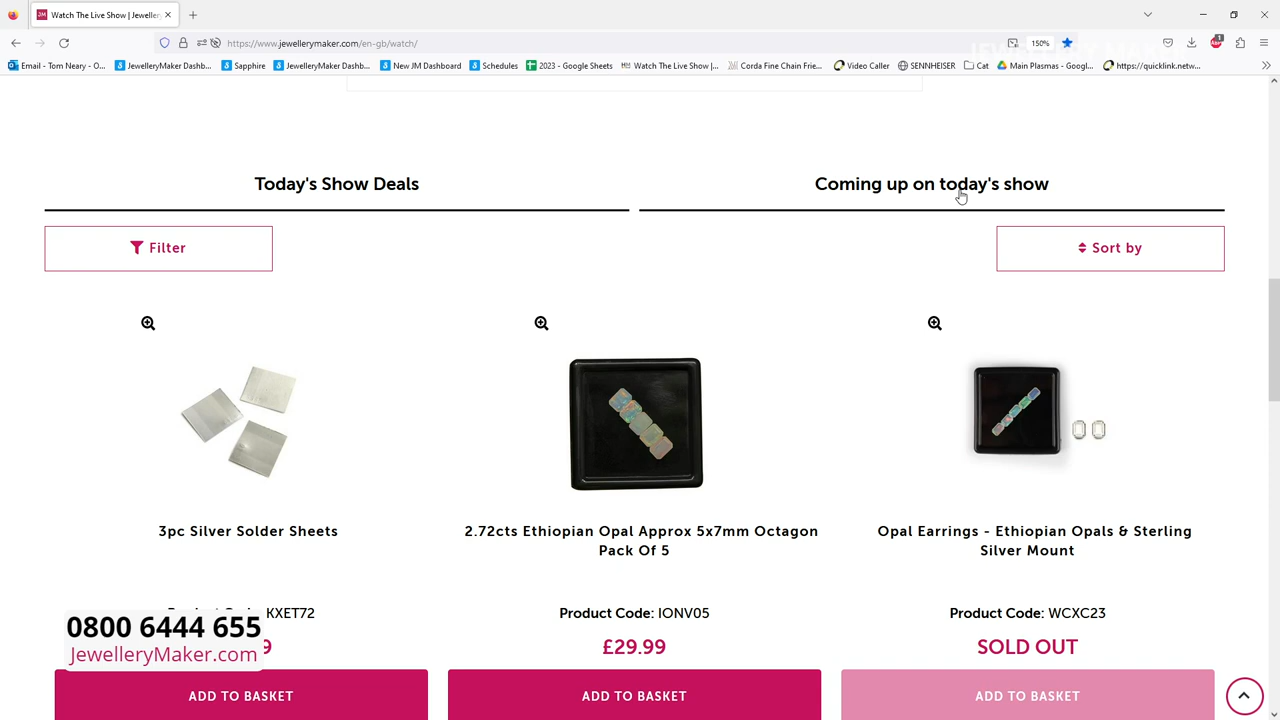 Watch The Live Show | Jeweller
https://www.jewellerymaker.com/en-gb/watch/
150%
1
Email - Tom Neary - O...
JewelleryMaker Dashb...
Sapphire
JewelleryMaker Dashb...
New JM Dashboard
Schedules
2023 - Google Sheets
Watch The Live Show |...
Corda Fine Chain Frie...
Video Caller
SENNHEISER
Cat
Main Plasmas - Googl...
https://quicklink.netw...
Today's Show Deals
Coming up on today's show
Filter
Sort by
3pc Silver Solder Sheets
2.72cts Ethiopian Opal Approx 5x7mm Octagon
Pack Of 5
Opal Earrings - Ethiopian Opals & Sterling
Silver Mount
KXET72
Product Code: IONV05
Product Code: WCXC23
0800 6444 655
JewelleryMaker.com
9
£29.99
SOLD OUT
ADD TO BASKET
ADD TO BASKET
ADD TO BASKET